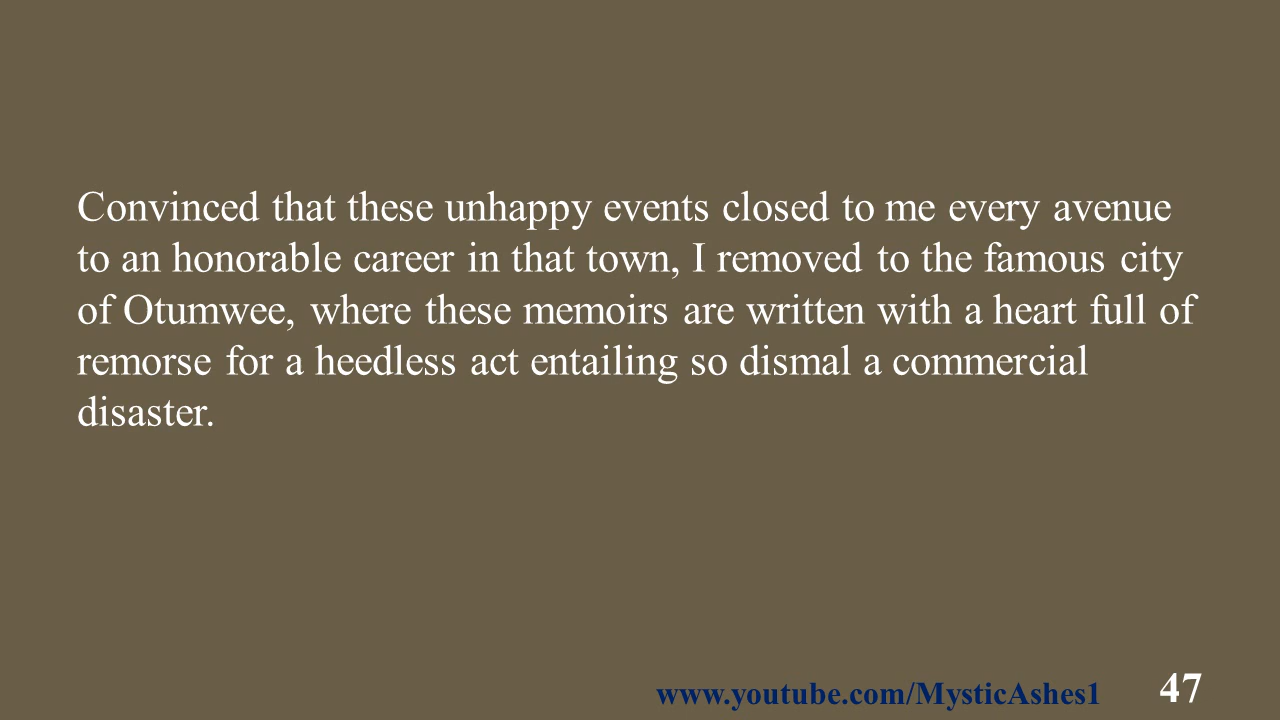 Convinced that these unhappy events closed to me every avenue
to an honorable career in that town, I removed to the famous city
of Otumwee, where these memoirs are written with a heart full of
remorse for a heedless act entailing so dismal a commercial
disaster.
www.youtube.com/MysticAshes1
47